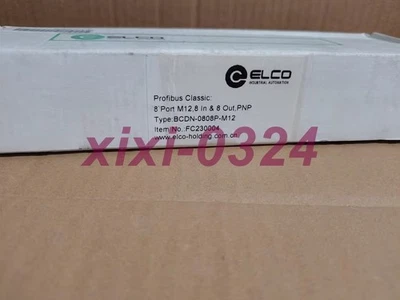 ELCO
ELCO
INDUSTRIAL AUTOMATION
Profibus Classic:
8 Port M12,8 In & 8 Out,PNP
Type:BCDN-0808P-M12
Item No.:FC230004
www.elco-holding.com.cn
xixi-0324